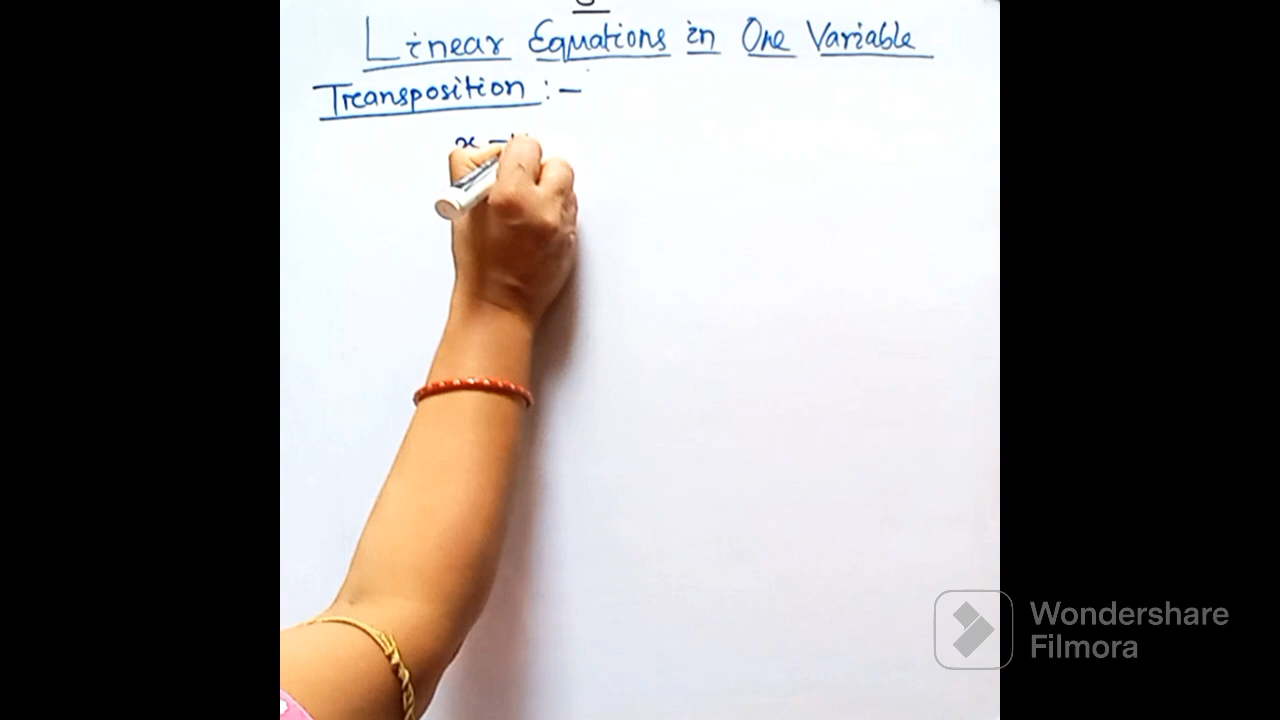 Linear Equations in One Variable
Transposition :-
x
Wondershare
Filmora